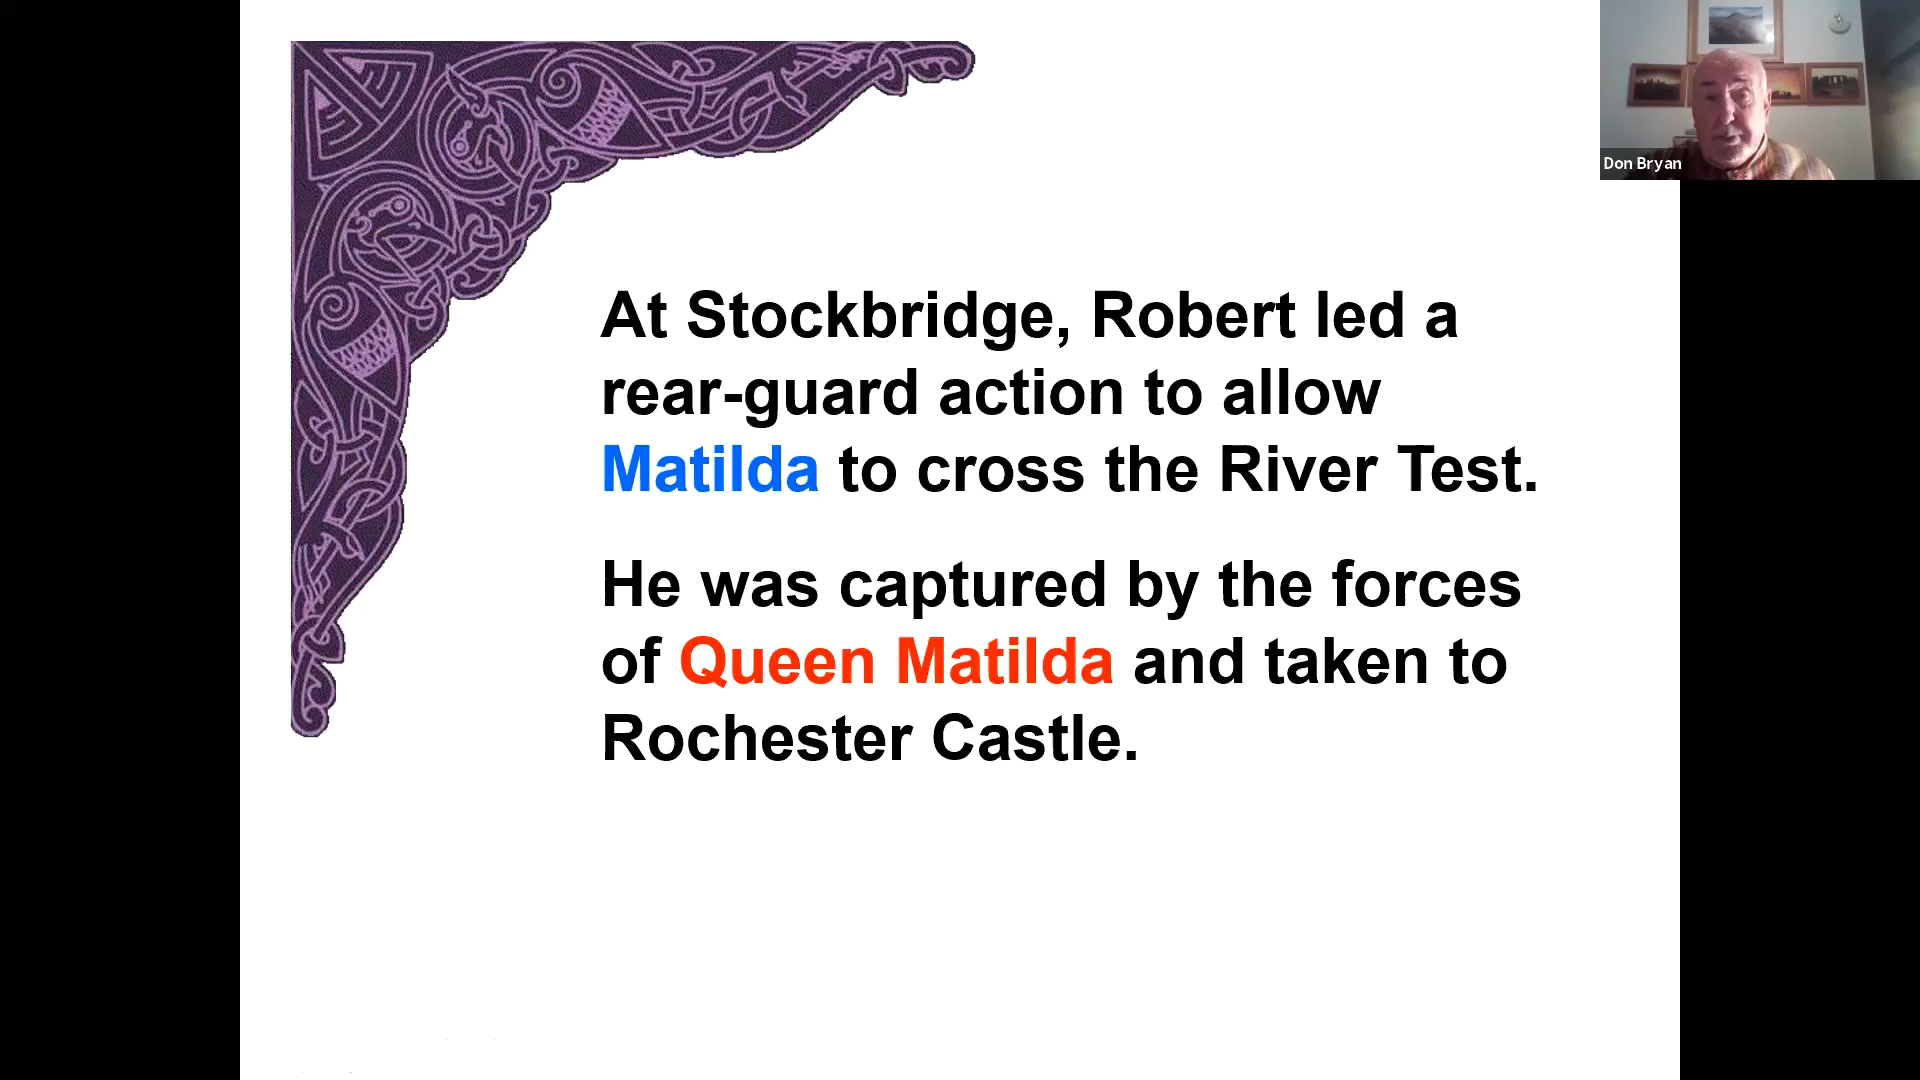 At Stockbridge, Robert led a
rear-guard action to allow
Matilda to cross the River Test.
He was captured by the forces
of Queen Matilda and taken to
Rochester Castle.
Don Bryan